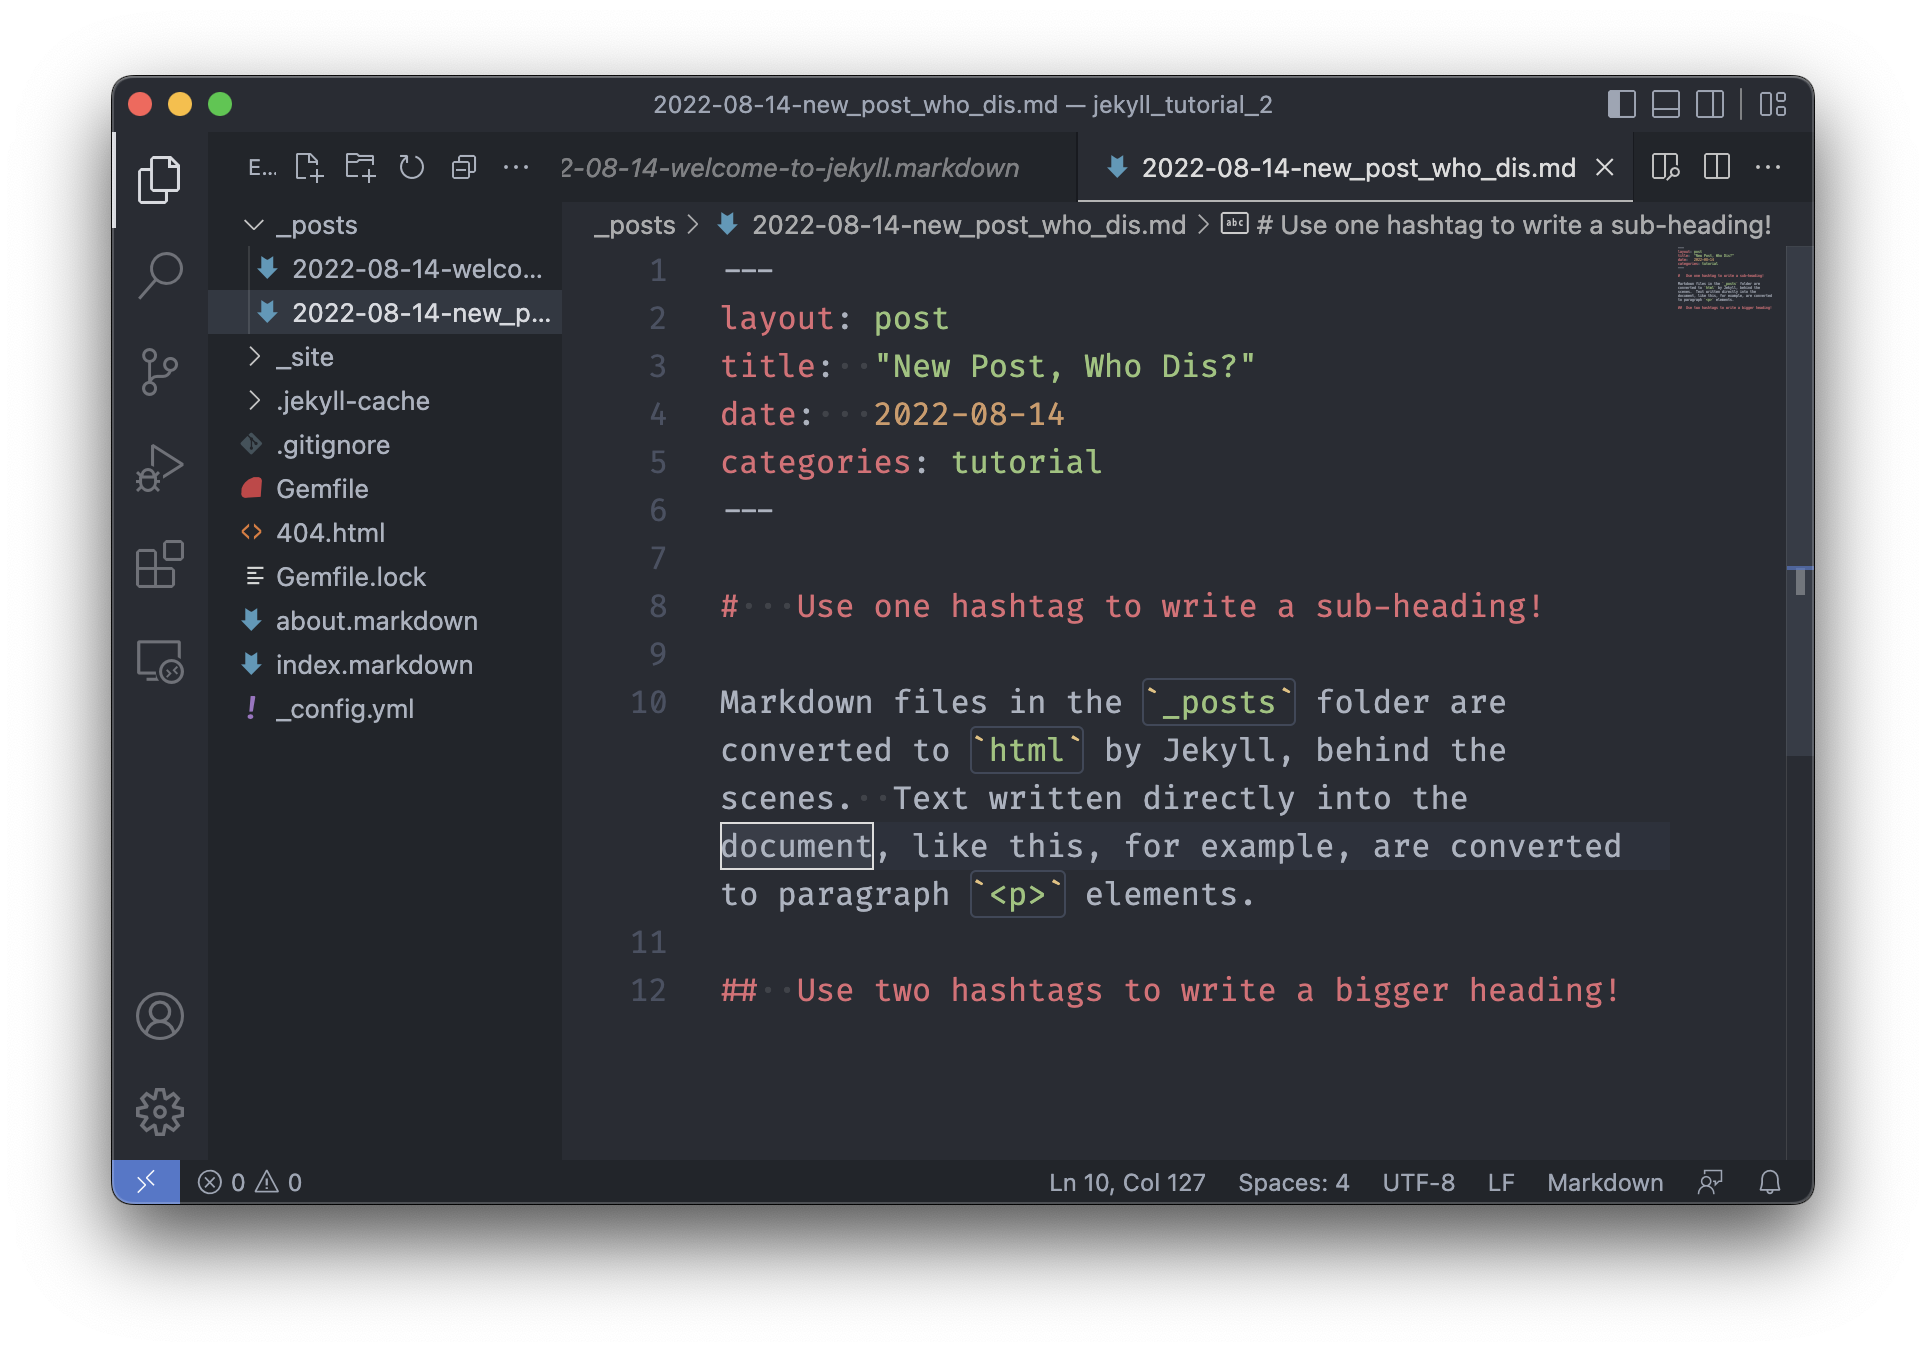 2022-08-14-new_post_who_dis.md — jekyll_tutorial_2
E...
2-08-14-welcome-to-jekyll.markdown
2022-08-14-new_post_who_dis.md
_posts
2022-08-14-welco...
2022-08-14-new_p...
_site
.jekyll-cache
.gitignore
Gemfile
404.html
Gemfile.lock
about.markdown
index.markdown
_config.yml
_posts > 2022-08-14-new_post_who_dis.md > # Use one hashtag to write a sub-heading!
1 ---
2 layout: post
3 title:  "New Post, Who Dis?"
4 date:   2022-08-14
5 categories: tutorial
6 ---
7
8 #   Use one hashtag to write a sub-heading!
9
10 Markdown files in the `_posts` folder are
converted to `html` by Jekyll, behind the
scenes.  Text written directly into the
document, like this, for example, are converted
to paragraph `<p>` elements.
11
12 ##  Use two hashtags to write a bigger heading!
0 0
Ln 10, Col 127 Spaces: 4 UTF-8 LF Markdown